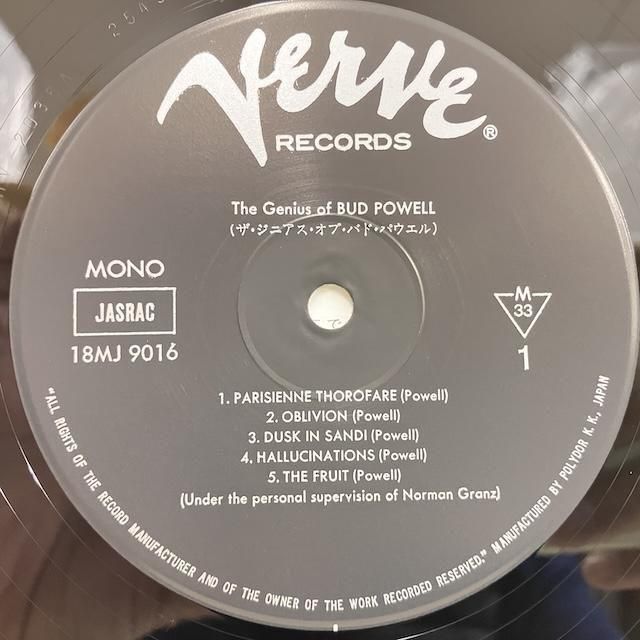 Verve
RECORDS®
The Genius of BUD POWELL
(ザ・ジニアス・オブ・バド・パウエル)
MONO
JASRAC
18MJ 9016
M
33
1
1. PARISIENNE THOROFARE (Powell)
2. OBLIVION (Powell)
3. DUSK IN SANDI (Powell)
4. HALLUCINATIONS (Powell)
5. THE FRUIT (Powell)
(Under the personal supervision of Norman Granz)
"ALL RIGHTS OF THE RECORD MANUFACTURER AND OF THE OWNER OF THE WORK RECORDED RESERVED." MANUFACTURED BY POLYDOR K. K., JAPAN